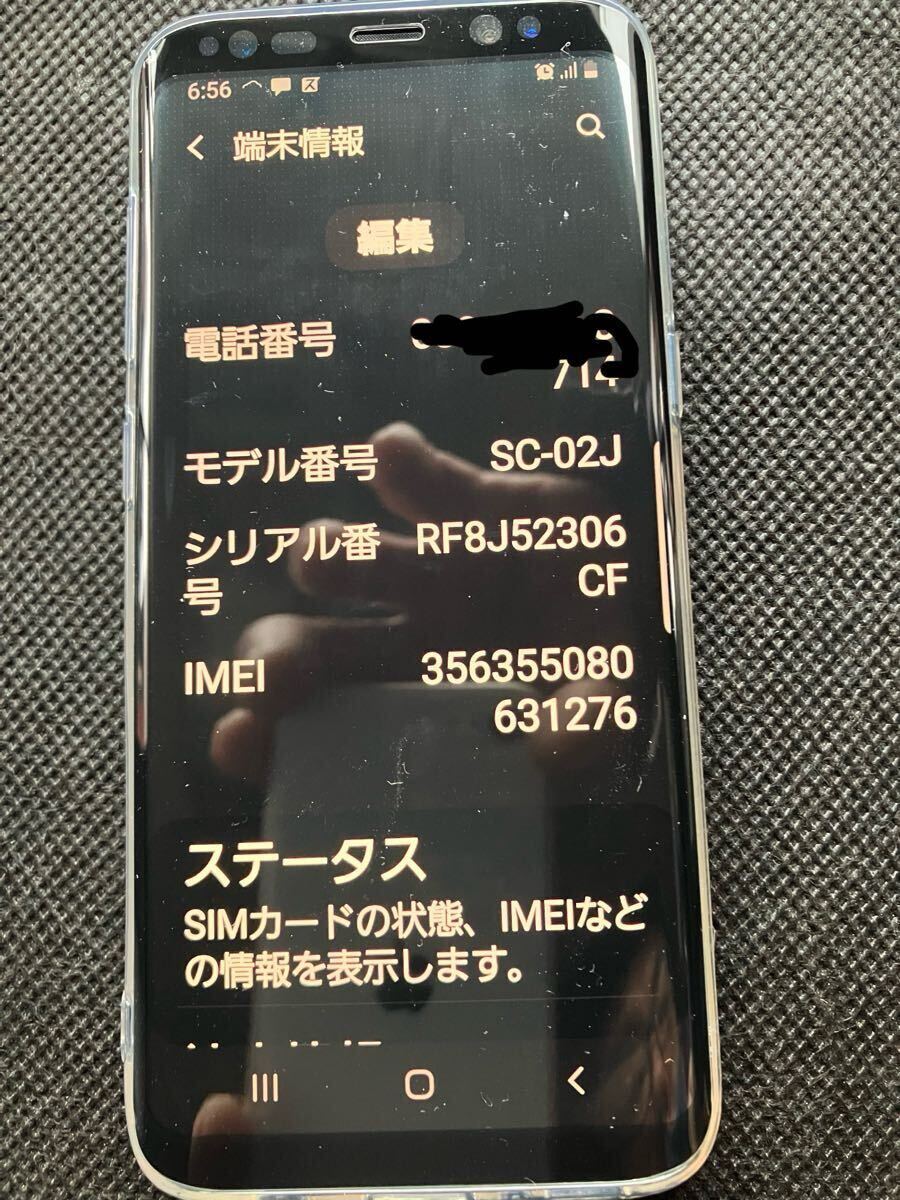 6:56
端末情報
編集
電話番号
714
モデル番号 SC-02J
シリアル番 RF8J52306
号 CF
IMEI 356355080
631276
ステータス
SIMカードの状態、IMEIなど
の情報を表示します。